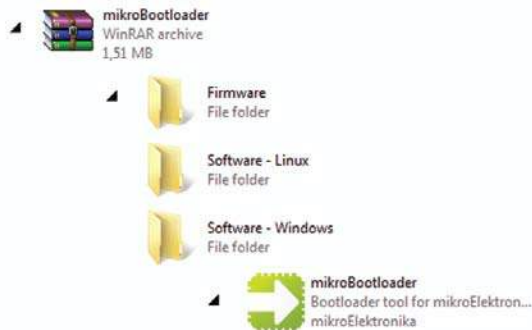 mikroBootloader
WinRAR archive
1,51 MB
Firmware
File folder
Software - Linux
File folder
Software - Windows
File folder
mikroBootloader
Bootloader tool for mikroElektron...
mikroElektronika